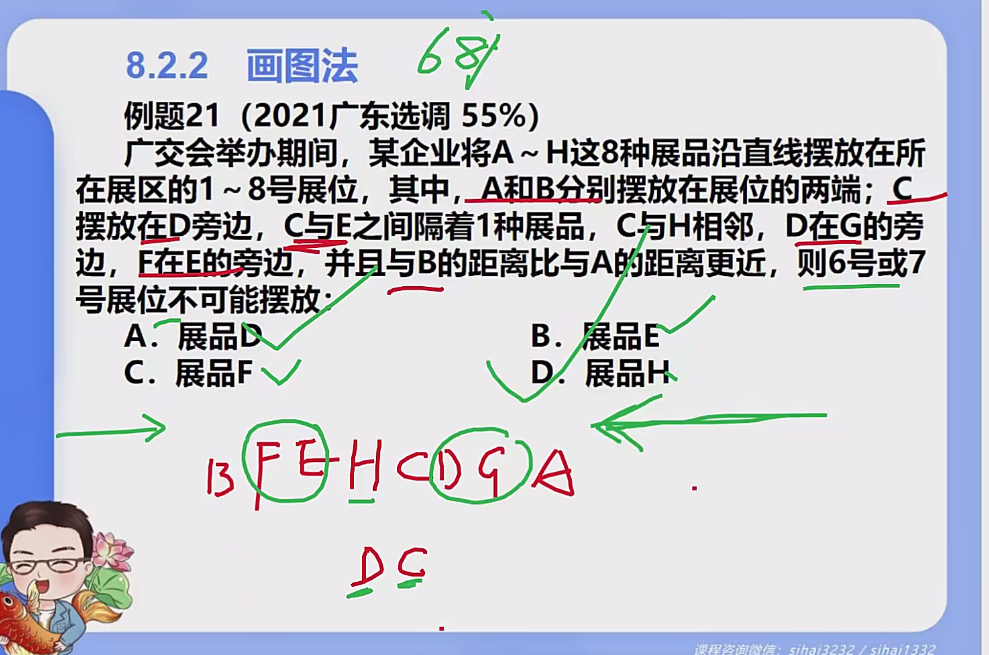 8.2.2 画图法
68
例题21（2021广东选调 55%）
广交会举办期间，某企业将A～H这8种展品沿直线摆放在所
在展区的1～8号展位，其中，A和B分别摆放在展位的两端；C
摆放在D旁边，C与E之间隔着1种展品，C与H相邻，D在G的旁
边，F在E的旁边，并且与B的距离比与A的距离更近，则6号或7
号展位不可能摆放：
A．展品D
B．展品E
C．展品F
D．展品H
B F E H C D G A
D C
课程咨询微信：sihai3232 / sihai1332